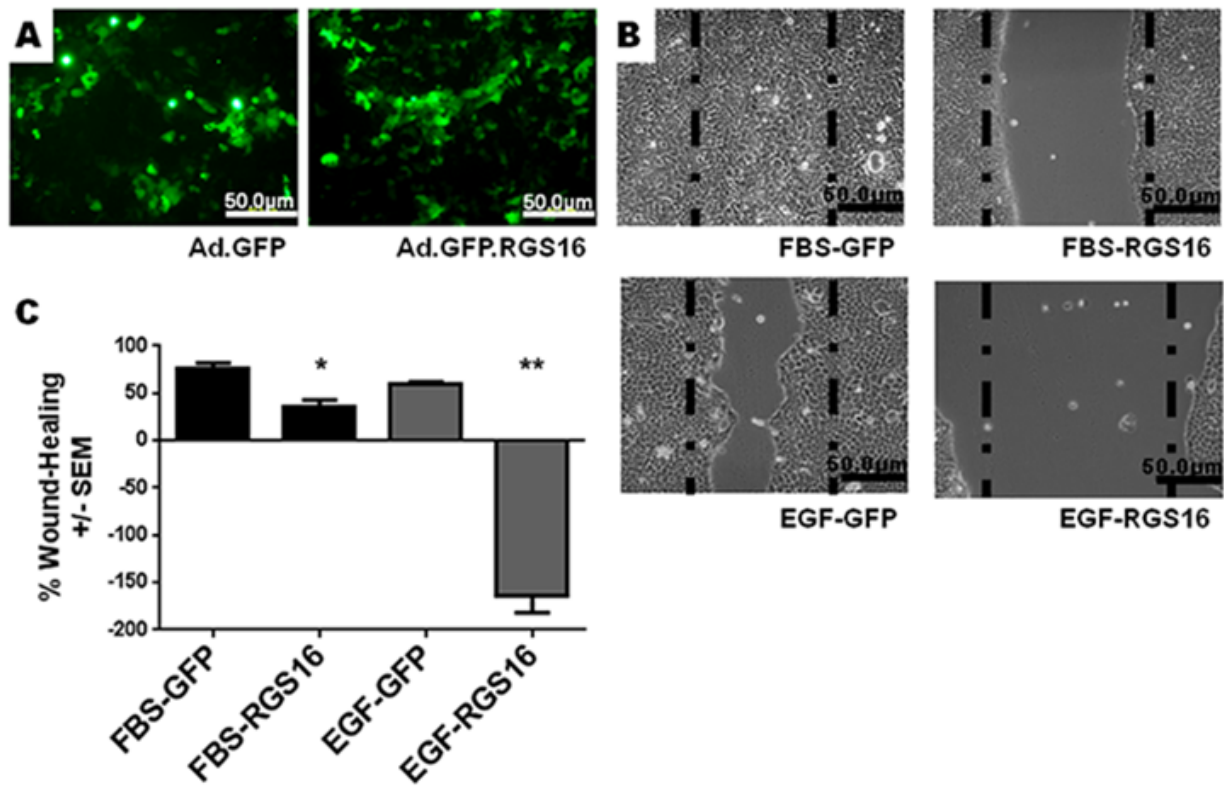 A
50.0µm
Ad.GFP
50.0µm
Ad.GFP.RGS16
B
50.0µm
FBS-GFP
50.0µm
FBS-RGS16
50.0µm
EGF-GFP
50.0µm
EGF-RGS16
C
% Wound-Healing
+/- SEM
100
50
0
-50
-100
-150
-200
*
**
FBS-GFP
FBS-RGS16
EGF-GFP
EGF-RGS16